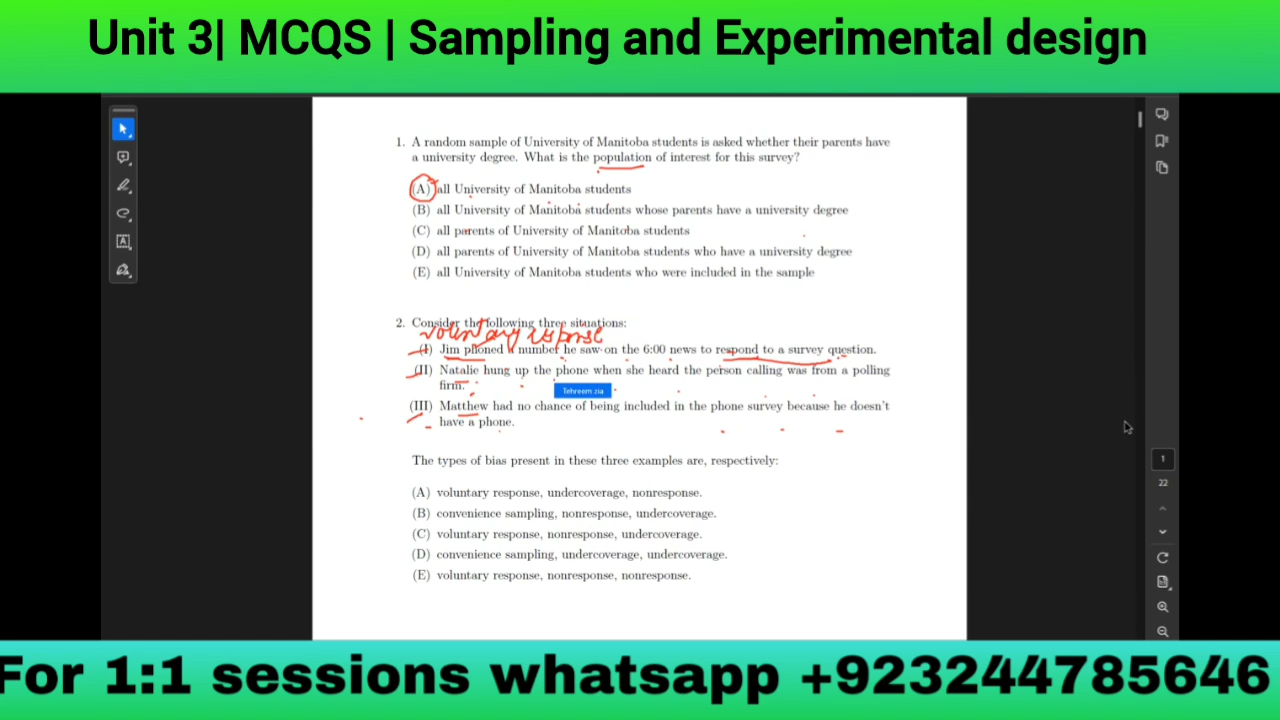 Unit 3| MCQS | Sampling and Experimental design
1. A random sample of University of Manitoba students is asked whether their parents have
a university degree. What is the population of interest for this survey?
(A) all University of Manitoba students
(B) all University of Manitoba students whose parents have a university degree
(C) all parents of University of Manitoba students
(D) all parents of University of Manitoba students who have a university degree
(E) all University of Manitoba students who were included in the sample
2. Consider the following three situations:
voluntary response
(I) Jim phoned a number he saw on the 6:00 news to respond to a survey question.
(II) Natalie hung up the phone when she heard the person calling was from a polling
firm.
Tehreem zia
(III) Matthew had no chance of being included in the phone survey because he doesn't
have a phone.
The types of bias present in these three examples are, respectively:
(A) voluntary response, undercoverage, nonresponse.
(B) convenience sampling, nonresponse, undercoverage.
(C) voluntary response, nonresponse, undercoverage.
(D) convenience sampling, undercoverage, undercoverage.
(E) voluntary response, nonresponse, nonresponse.
1
22
For 1:1 sessions whatsapp +923244785646